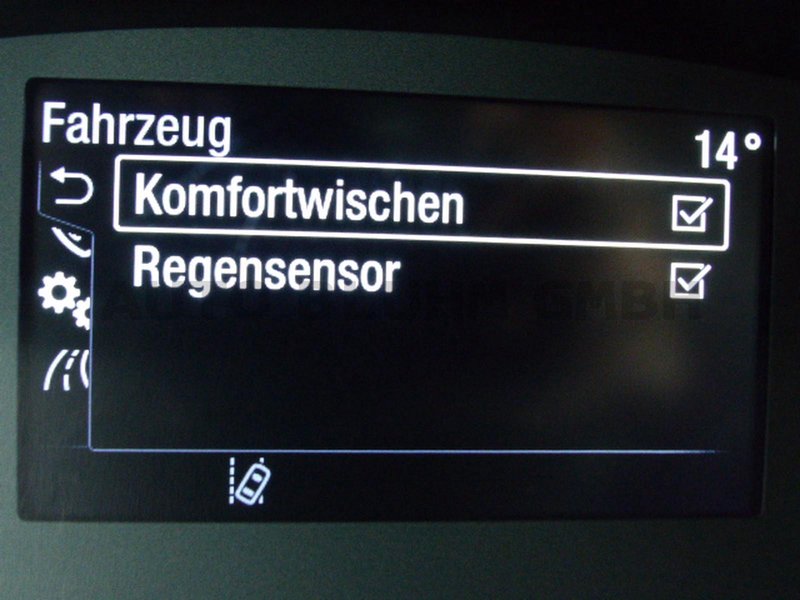 Fahrzeug
14°
Komfortwischen
Regensensor